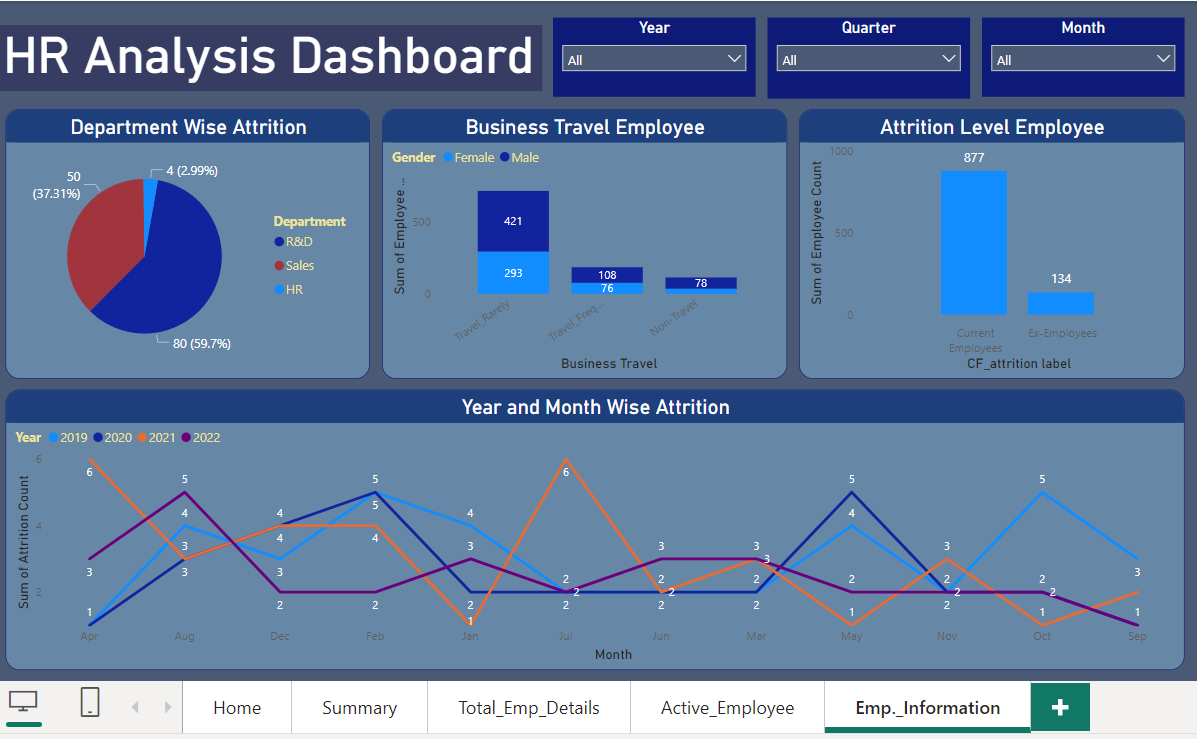 HR Analysis Dashboard
Year
All
Quarter
All
Month
All
Department Wise Attrition
4 (2.99%)
50
(37.31%)
80 (59.7%)
Department
R&D
Sales
HR
Business Travel Employee
Gender Female Male
Sum of Employee ...
500
0
421
293
108
76
78
Travel_Rarely
Travel_Freq...
Non-Travel
Business Travel
Attrition Level Employee
Sum of Employee Count
1000
500
0
877
134
Current
Employees
Ex-Employees
CF_attrition label
Year and Month Wise Attrition
Year 2019 2020 2021 2022
Sum of Attrition Count
6
4
2
6 5 4 3 3 1
3 4 4 3 2
5 5 4 2
4 3 2 1
6 2 2 2
3 2 2 2
3 3 2 2
5 4 2 1
3 2 2 2
5 2 2 1
3 1
Apr Aug Dec Feb Jan Jul Jun Mar May Nov Oct Sep
Month
Home Summary Total_Emp_Details Active_Employee Emp._Information +